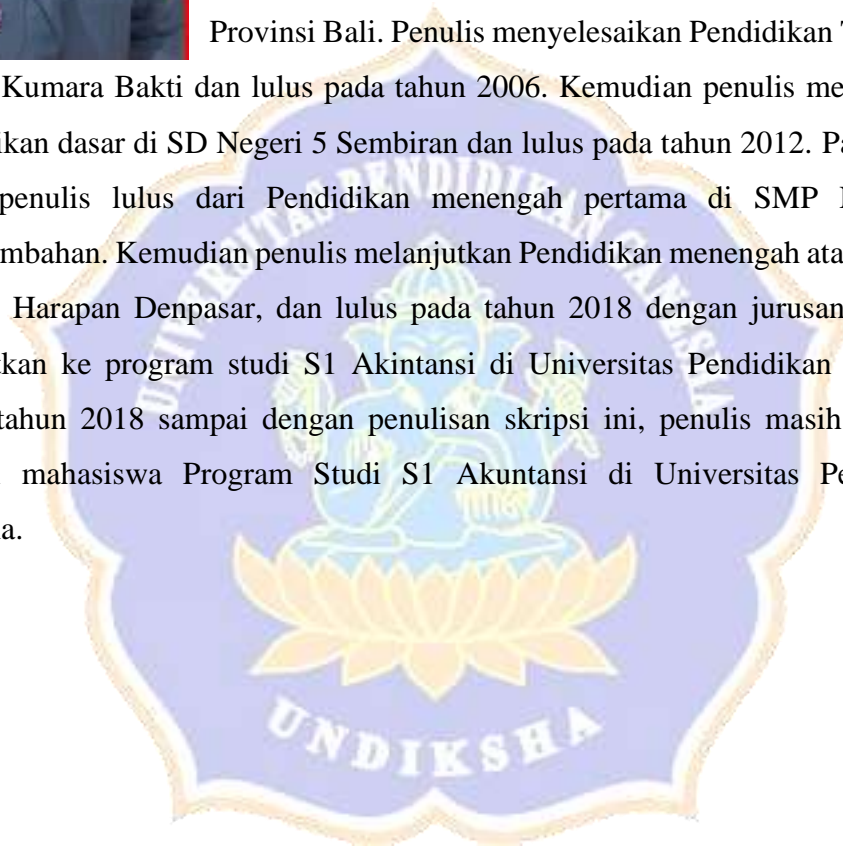 Provinsi Bali. Penulis menyelesaikan Pendidikan
Kumara Bakti dan lulus pada tahun 2006. Kemudian penulis me
ikan dasar di SD Negeri 5 Sembiran dan lulus pada tahun 2012. Pa
penulis lulus dari Pendidikan menengah pertama di SMP
mbahan. Kemudian penulis melanjutkan Pendidikan menengah ata
Harapan Denpasar, dan lulus pada tahun 2018 dengan jurusan
tkan ke program studi S1 Akintansi di Universitas Pendidikan
tahun 2018 sampai dengan penulisan skripsi ini, penulis masih
mahasiswa Program Studi S1 Akuntansi di Universitas Pe
a.
UNIVERSITAS PENDIDIKAN GANESHA
UNDIKSHA